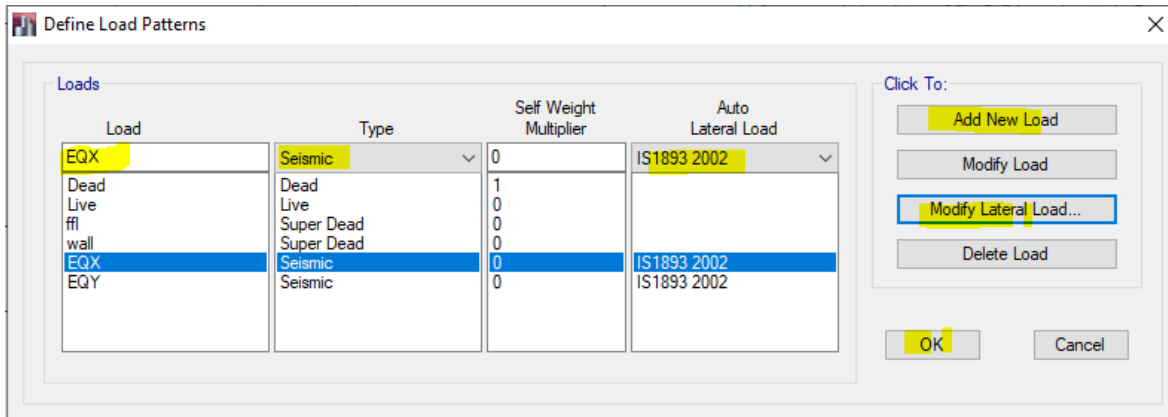 Define Load Patterns
Loads
Click To:
Load Type Self Weight Multiplier Auto Lateral Load
EQX Seismic 0 IS1893 2002
Dead Dead 1
Live Live 0
ffl Super Dead 0
wall Super Dead 0
EQX Seismic 0 IS1893 2002
EQY Seismic 0 IS1893 2002
Add New Load
Modify Load
Modify Lateral Load...
Delete Load
OK Cancel